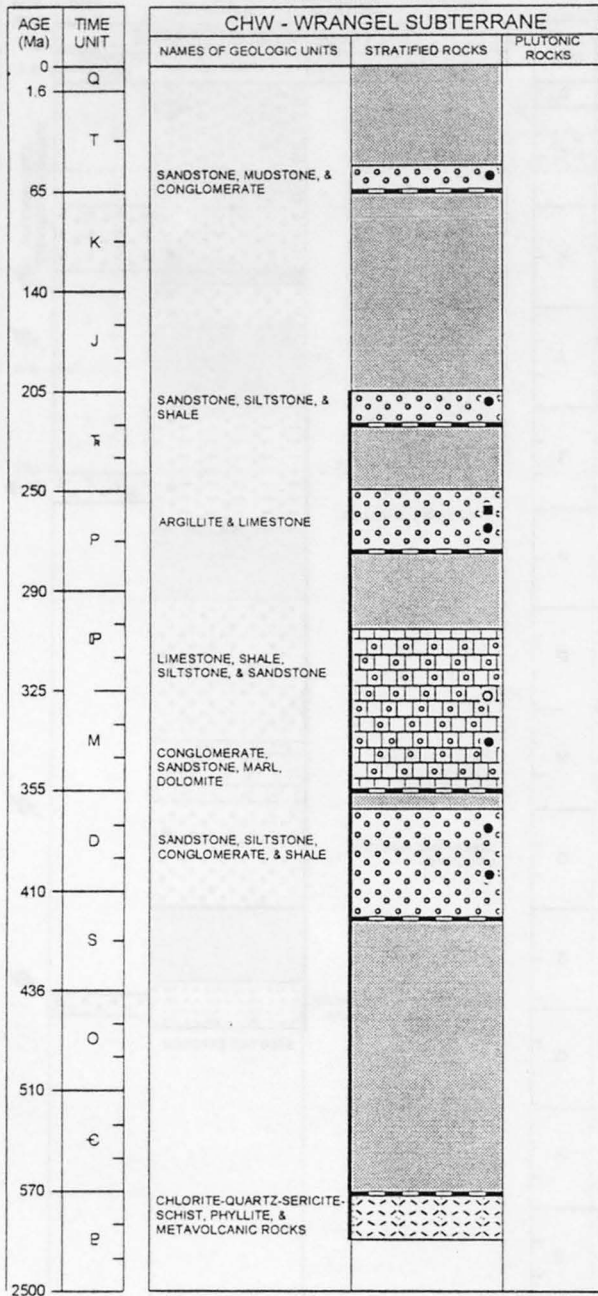 AGE
(Ma)
TIME
UNIT
CHW - WRANGEL SUBTERRANE
NAMES OF GEOLOGIC UNITS
STRATIFIED ROCKS
PLUTONIC
ROCKS
0
Q
1.6
T
SANDSTONE, MUDSTONE, &
CONGLOMERATE
65
K
140
J
205
SANDSTONE, SILTSTONE, &
SHALE
250
ARGILLITE & LIMESTONE
P
290
LIMESTONE, SHALE,
SILTSTONE, & SANDSTONE
325
M
CONGLOMERATE,
SANDSTONE, MARL,
DOLOMITE
355
D
SANDSTONE, SILTSTONE,
CONGLOMERATE, & SHALE
410
S
436
O
510
Є
570
CHLORITE-QUARTZ-SERICITE-
SCHIST, PHYLLITE, &
METAVOLCANIC ROCKS
2500